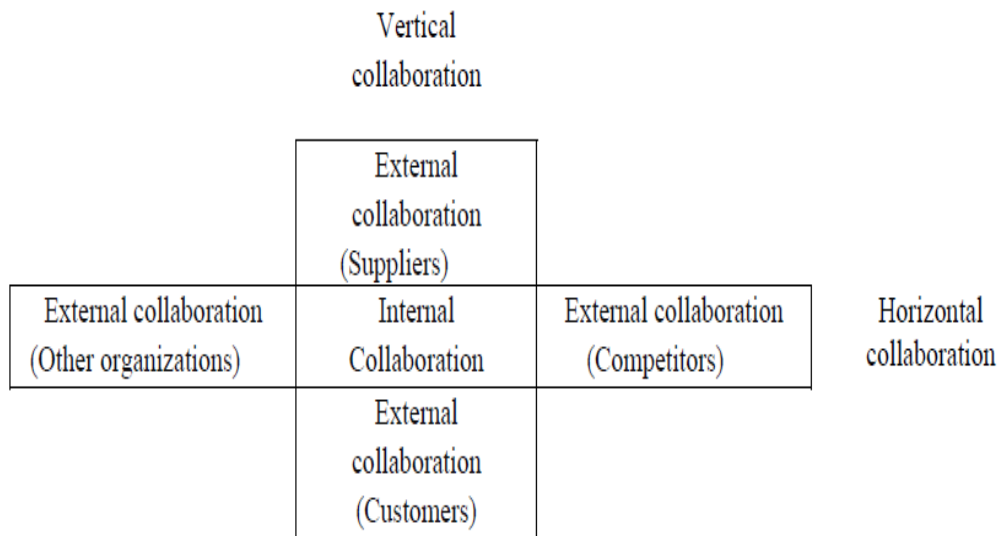 Vertical
collaboration
External
collaboration
(Suppliers)
External collaboration
(Other organizations)
Internal
Collaboration
External collaboration
(Competitors)
Horizontal
collaboration
External
collaboration
(Customers)